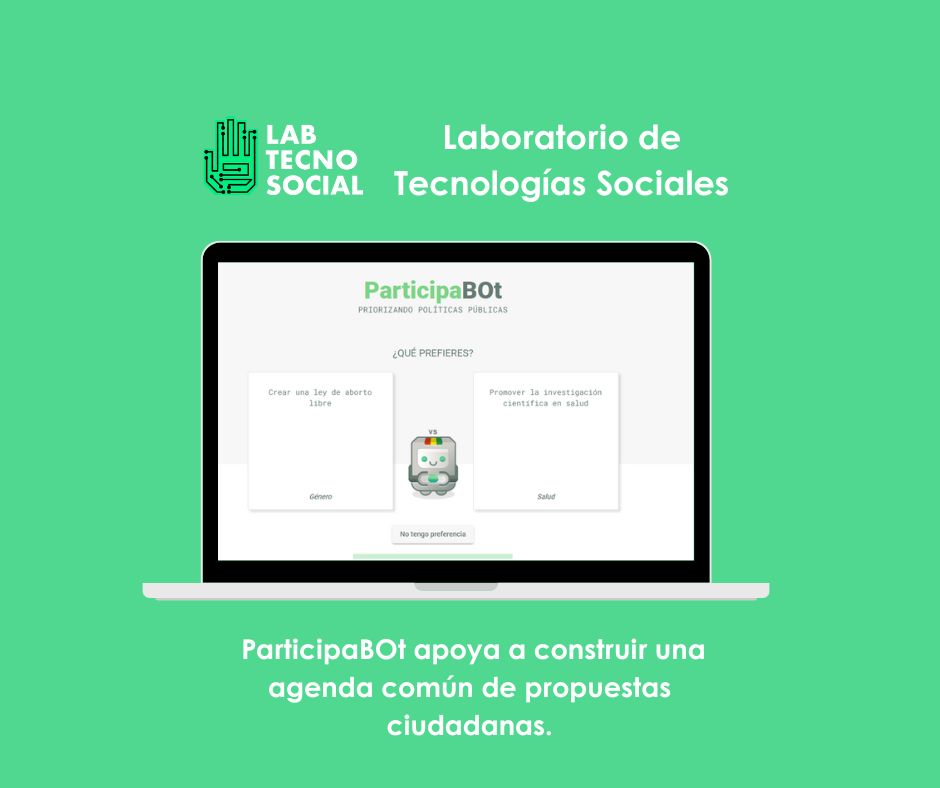 LAB
TECNO
SOCIAL
Laboratorio de
Tecnologías Sociales
ParticipaBOt
PRIORIZANDO POLÍTICAS PÚBLICAS
¿QUÉ PREFIERES?
Crear una ley de aborto
libre
Género
vs
Promover la investigación
científica en salud
Salud
No tengo preferencia
ParticipaBOt apoya a construir una
agenda común de propuestas
ciudadanas.